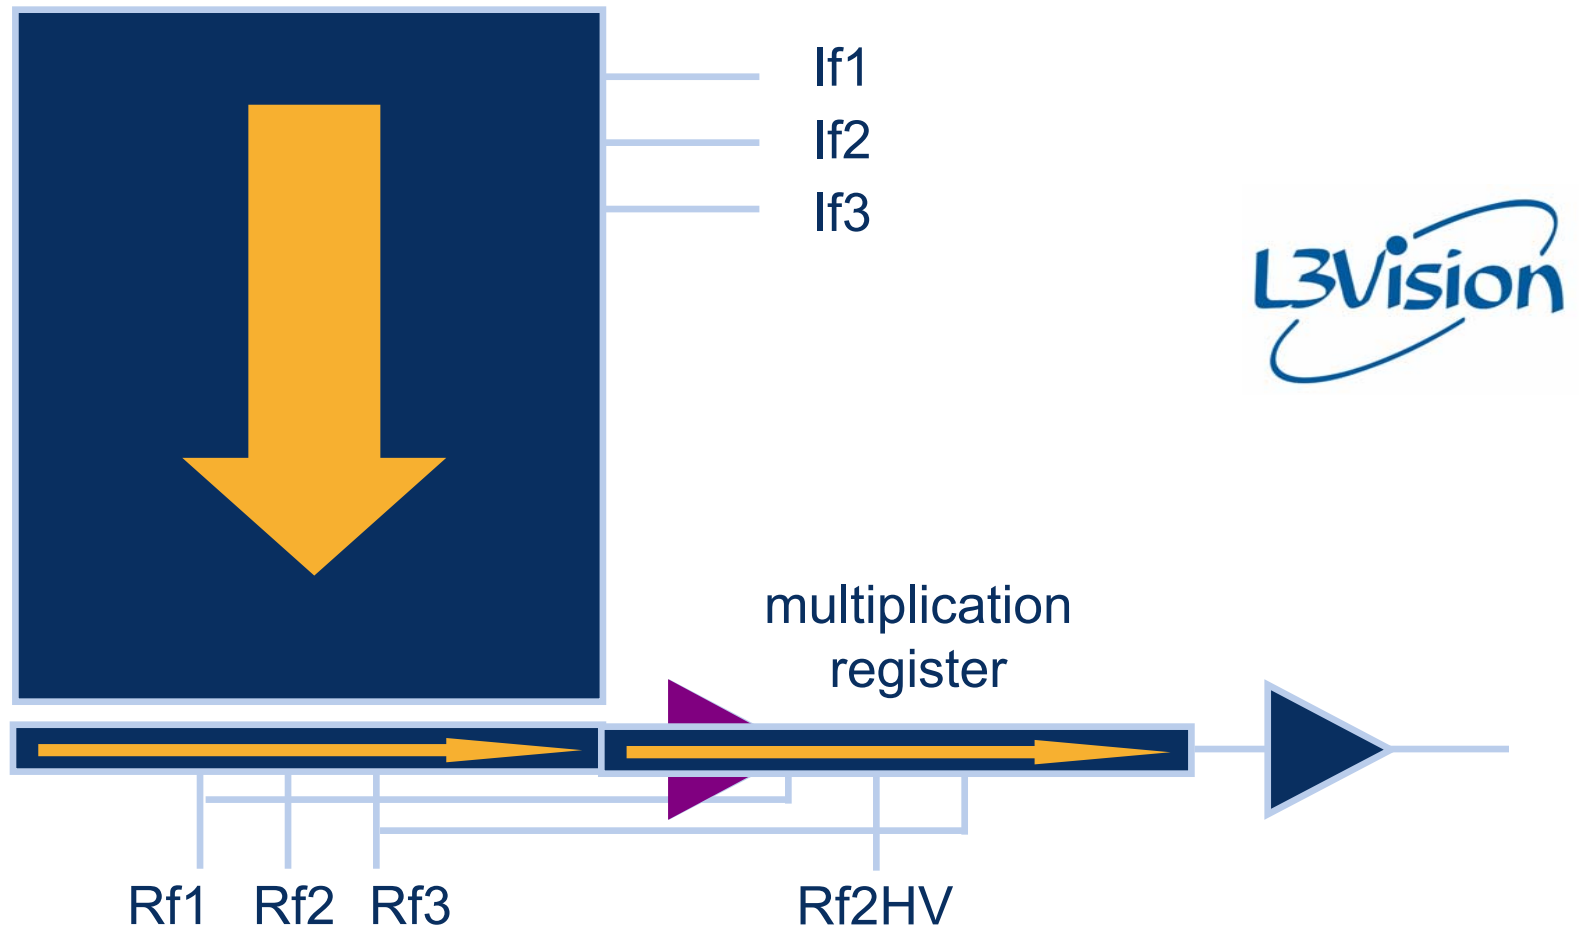 If1
If2
If3
L3Vision
multiplication
register
Rf1 Rf2 Rf3 Rf2HV